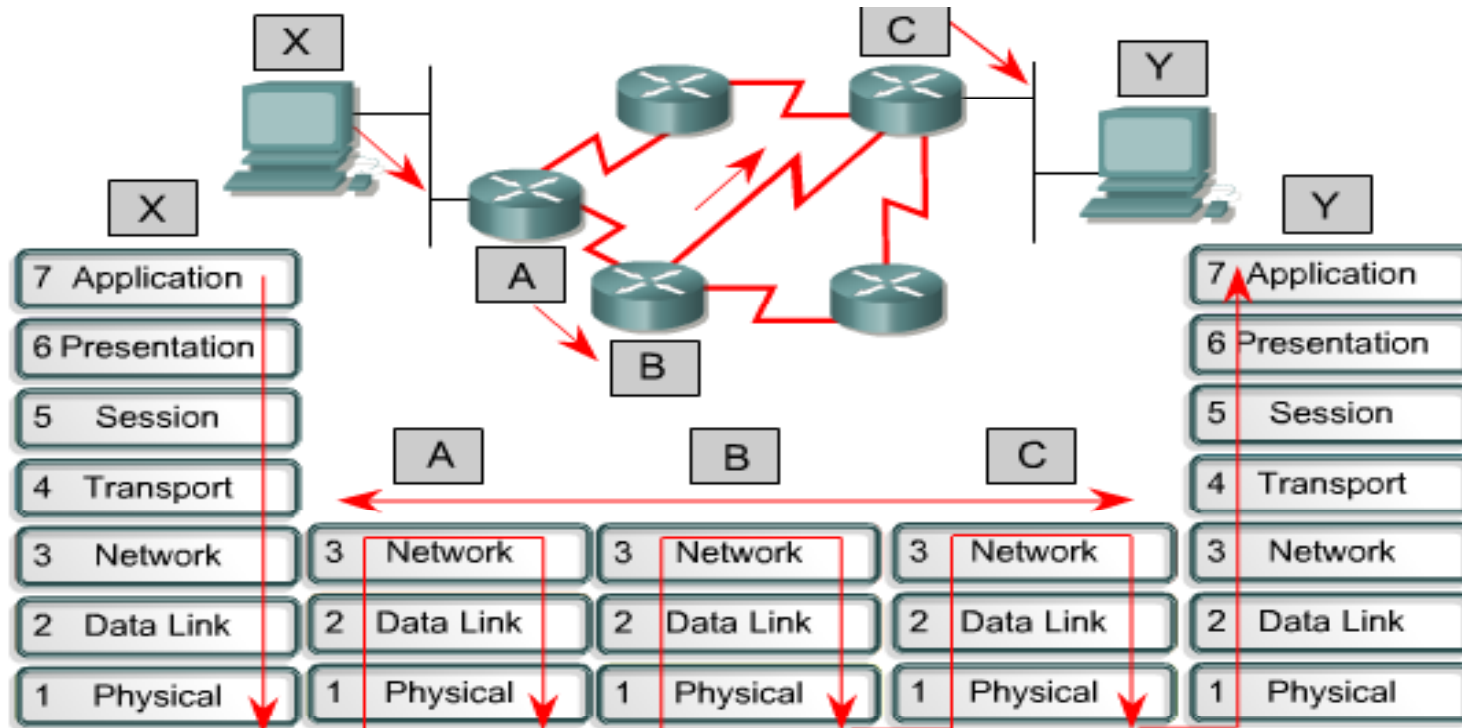 X
C
Y
X
Y
A
B
7 Application
6 Presentation
5 Session
4 Transport
3 Network
2 Data Link
1 Physical
A
3 Network
2 Data Link
1 Physical
B
3 Network
2 Data Link
1 Physical
C
3 Network
2 Data Link
1 Physical
7 Application
6 Presentation
5 Session
4 Transport
3 Network
2 Data Link
1 Physical